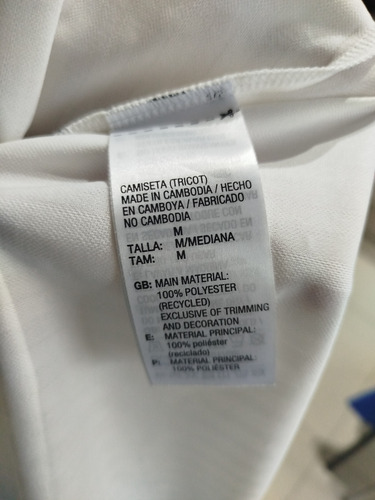 CAMISETA (TRICOT)
MADE IN CAMBODIA / HECHO
EN CAMBOYA / FABRICADO
NO CAMBODIA
M
TALLA: M/MEDIANA
TAM: M
GB: MAIN MATERIAL:
100% POLYESTER
(RECYCLED)
EXCLUSIVE OF TRIMMING
AND DECORATION
E: MATERIAL PRINCIPAL:
100% poliéster
(reciclado)
P: MATERIAL PRINCIPAL:
100% POLIÉSTER